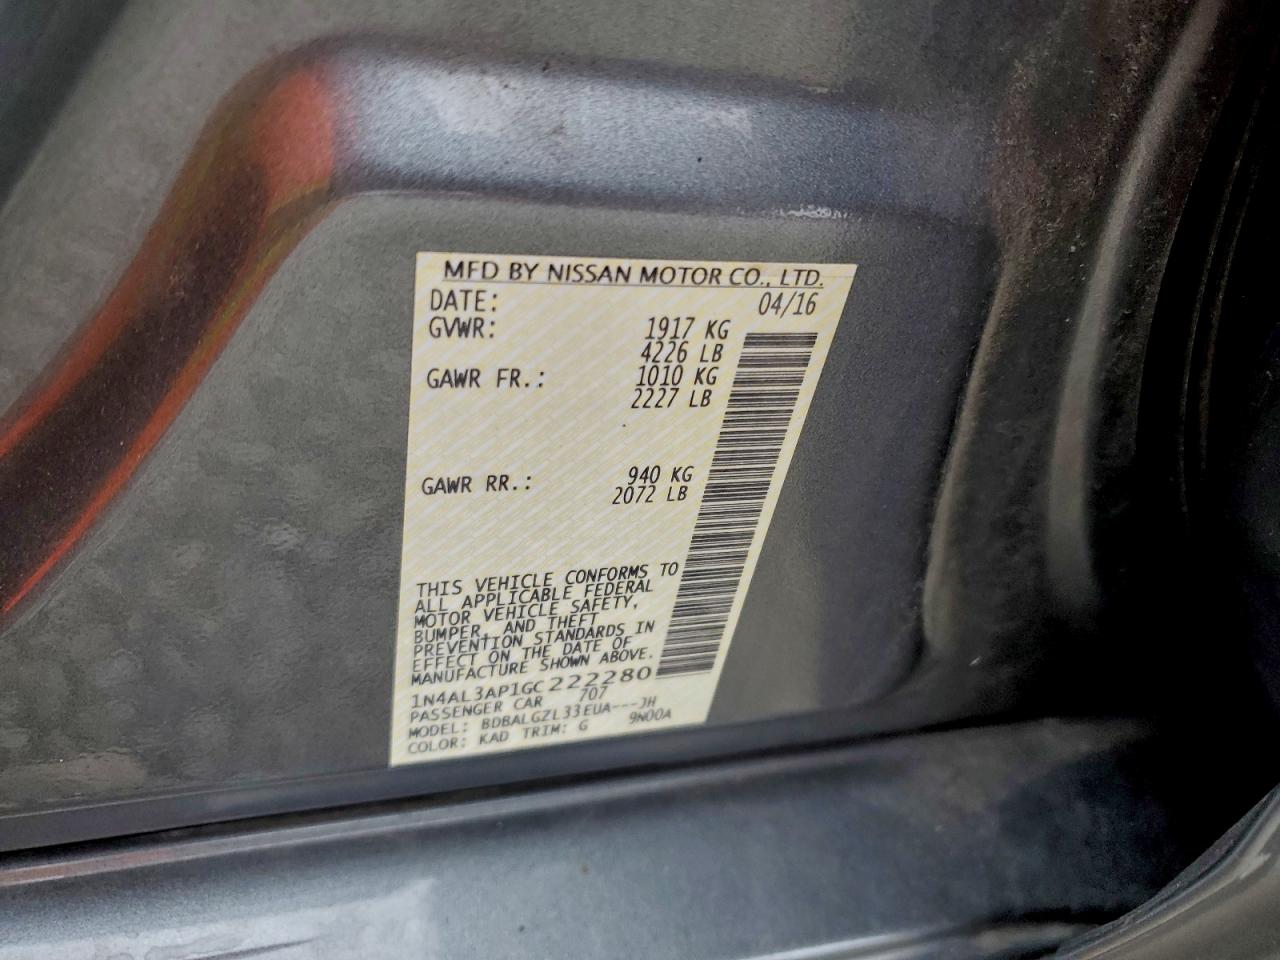 MFD BY NISSAN MOTOR CO., LTD.
DATE: 04/16
GVWR: 1917 KG
4226 LB
GAWR FR.: 1010 KG
2227 LB
GAWR RR.: 940 KG
2072 LB
THIS VEHICLE CONFORMS TO
ALL APPLICABLE FEDERAL
MOTOR VEHICLE SAFETY,
BUMPER, AND THEFT
PREVENTION STANDARDS IN
EFFECT ON THE DATE OF
MANUFACTURE SHOWN ABOVE.
1N4AL3AP1GC222280
PASSENGER CAR 707
MODEL: BDBALGZL33EUA---JH
COLOR: KAD TRIM: G 9N00A